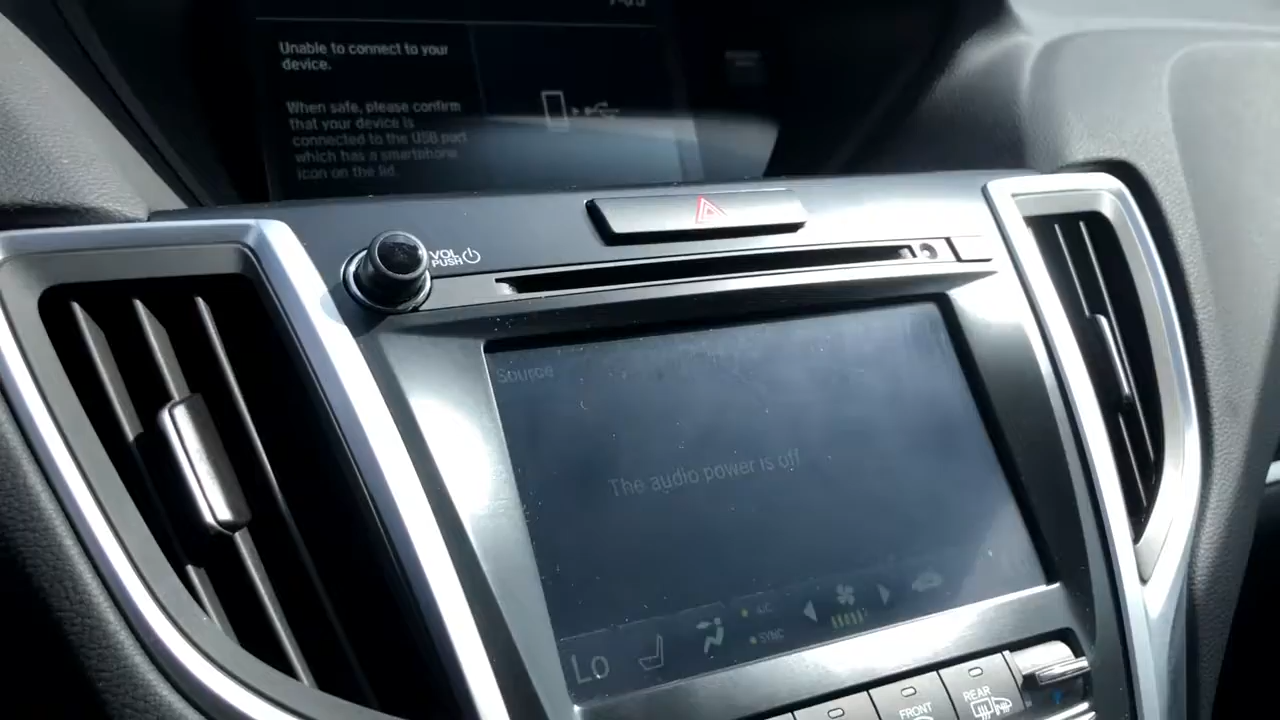 Unable to connect to your
device.
When safe, please confirm
that your device is
connected to the USB port
which has a smartphone
icon on the lid.
VOL
PUSH
Source
The audio power is off
Lo
A/C
SYNC
FRONT
REAR